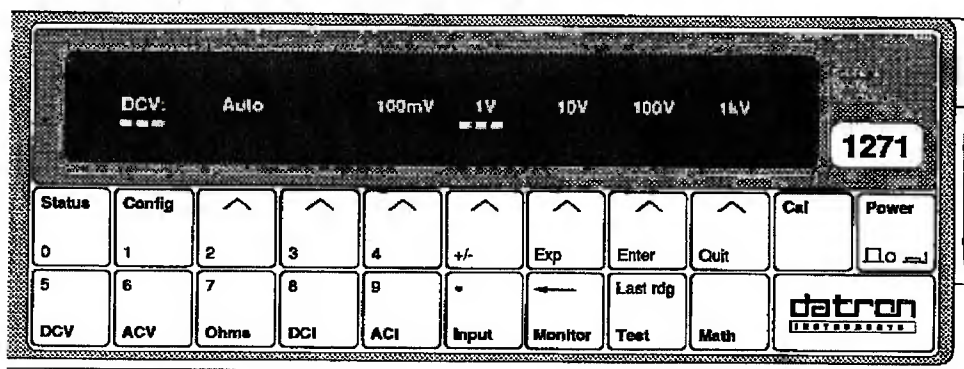 DCV: Auto 100mV 1V 10V 100V 1kV
1271
Status Config Cal Power
0 1 2 3 4 +/- Exp Enter Quit
5 6 7 8 9 . Last rdg
DCV ACV Ohms DCI ACI Input Monitor Test Math
datron
INSTRUMENTS